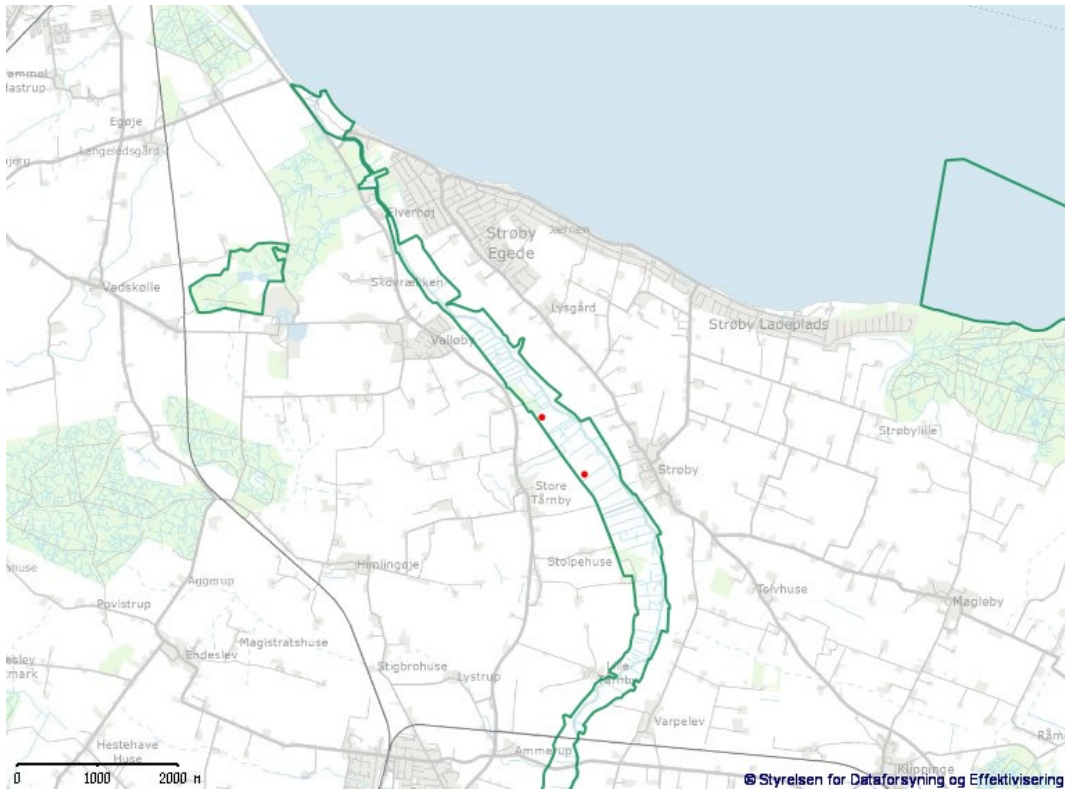 Egøje
Langeledsgård
Elverhøj
Strøby
Egede
Jærnen
Vedskølle
Skovrækken
Lysgård
Valløby
Strøby Ladeplads
Strøbylille
Strøby
Store
Tårnby
Stolpehuse
Himlingøje
Aggerup
Povlstrup
Tolvhuse
Magleby
Magistratshuse
Endeslev
Stigbrohuse
Lystrup
Lille
Tårnby
Varpelev
Hestehave
Huse
Ammerup
Klippinge
0 1000 2000 M
© Styrelsen for Dataforsyning og Effektivisering